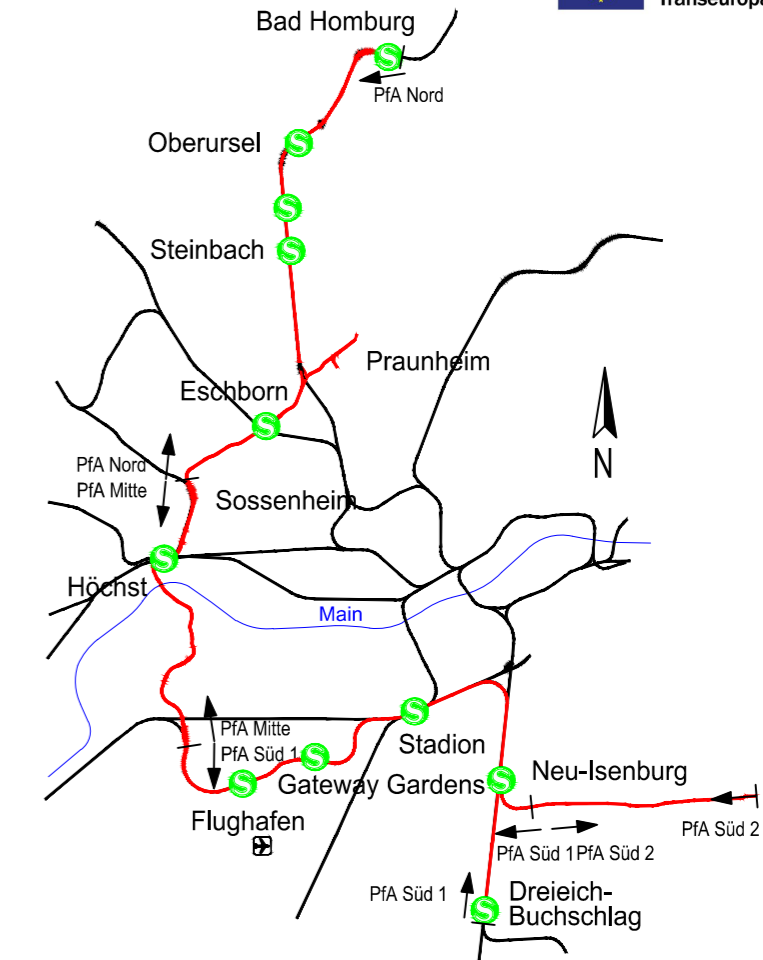 Bad Homburg
PfA Nord
Oberursel
Steinbach
Praunheim
Eschborn
N
PfA Nord
PfA Mitte
Sossenheim
Höchst
Main
PfA Mitte
PfA Süd 1
Stadion
Gateway Gardens
Flughafen
Neu-Isenburg
PfA Süd 2
PfA Süd 1 PfA Süd 2
PfA Süd 1
Dreieich-
Buchschlag
S
S
S
S
S
S
S
S
S
S
S